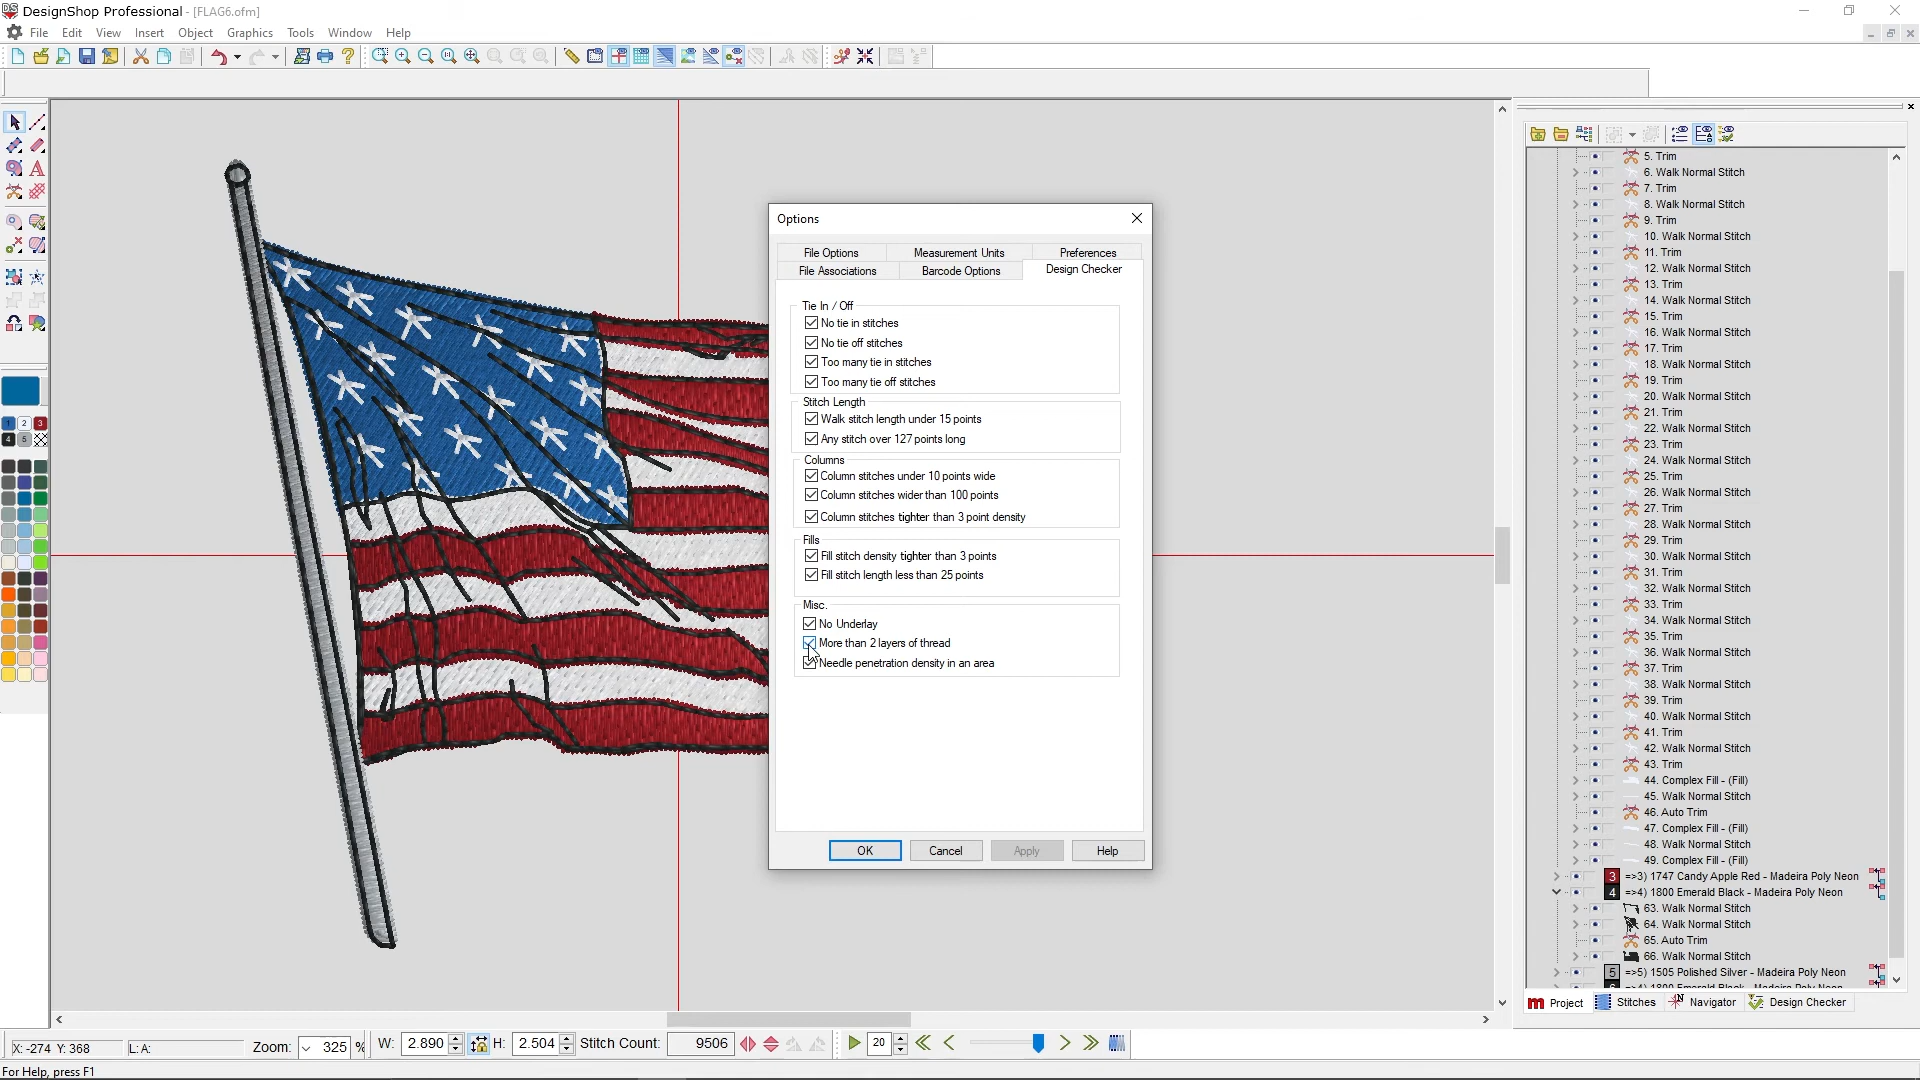 DesignShop Professional - [FLAG6.ofm]
File Edit View Insert Object Graphics Tools Window Help
Options
File Options Measurement Units Preferences
File Associations Barcode Options Design Checker
Tie In / Off
No tie in stitches
No tie off stitches
Too many tie in stitches
Too many tie off stitches
Stitch Length
Walk stitch length under 15 points
Any stitch over 127 points long
Columns
Column stitches under 10 points wide
Column stitches wider than 100 points
Column stitches tighter than 3 point density
Fills
Fill stitch density tighter than 3 points
Fill stitch length less than 25 points
Misc.
No Underlay
More than 2 layers of thread
Needle penetration density in an area
OK Cancel Apply Help
1 2 3
4 5
5. Trim
6. Walk Normal Stitch
7. Trim
8. Walk Normal Stitch
9. Trim
10. Walk Normal Stitch
11. Trim
12. Walk Normal Stitch
13. Trim
14. Walk Normal Stitch
15. Trim
16. Walk Normal Stitch
17. Trim
18. Walk Normal Stitch
19. Trim
20. Walk Normal Stitch
21. Trim
22. Walk Normal Stitch
23. Trim
24. Walk Normal Stitch
25. Trim
26. Walk Normal Stitch
27. Trim
28. Walk Normal Stitch
29. Trim
30. Walk Normal Stitch
31. Trim
32. Walk Normal Stitch
33. Trim
34. Walk Normal Stitch
35. Trim
36. Walk Normal Stitch
37. Trim
38. Walk Normal Stitch
39. Trim
40. Walk Normal Stitch
41. Trim
42. Walk Normal Stitch
43. Trim
44. Complex Fill - (Fill)
45. Walk Normal Stitch
46. Auto Trim
47. Complex Fill - (Fill)
48. Walk Normal Stitch
49. Complex Fill - (Fill)
3 =>3) 1747 Candy Apple Red - Madeira Poly Neon
4 =>4) 1800 Emerald Black - Madeira Poly Neon
63. Walk Normal Stitch
64. Walk Normal Stitch
65. Auto Trim
66. Walk Normal Stitch
5 =>5) 1505 Polished Silver - Madeira Poly Neon
6 =>4) 1800 Emerald Black - Madeira Poly Neon
Project Stitches Navigator Design Checker
X: -274 Y: 368 L: A: Zoom: 325 % W: 2.890 H: 2.504 Stitch Count: 9506 20
For Help, press F1